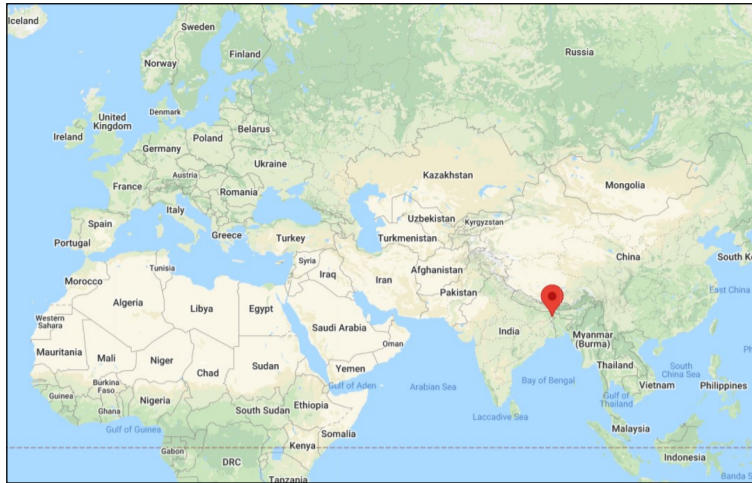 Iceland
Sweden
Finland
Russia
Norway
Denmark
United
Kingdom
Ireland
Belarus
Poland
Germany
Ukraine
Austria
France
Kazakhstan
Mongolia
Romania
Italy
Uzbekistan
Kyrgyzstan
Spain
Portugal
Greece
Turkey
Turkmenistan
China
South K
Syria
Tunisia
Afghanistan
Iraq
Iran
Morocco
Pakistan
East China
Algeria
Libya
Egypt
Western
Sahara
Saudi Arabia
India
Myanmar
(Burma)
Oman
Mauritania
Mali
Niger
Chad
Sudan
Yemen
Thailand
South
China Sea
Ph
Gulf of Aden
Arabian Sea
Bay of Bengal
Burkina
Faso
Guinea
Nigeria
Ethiopia
Vietnam
Philippines
Gulf of
Thailand
Ghana
South Sudan
Laccadive Sea
Gulf of Guinea
Somalia
Malaysia
Kenya
Gabon
DRC
Indonesia
Tanzania
Banda S